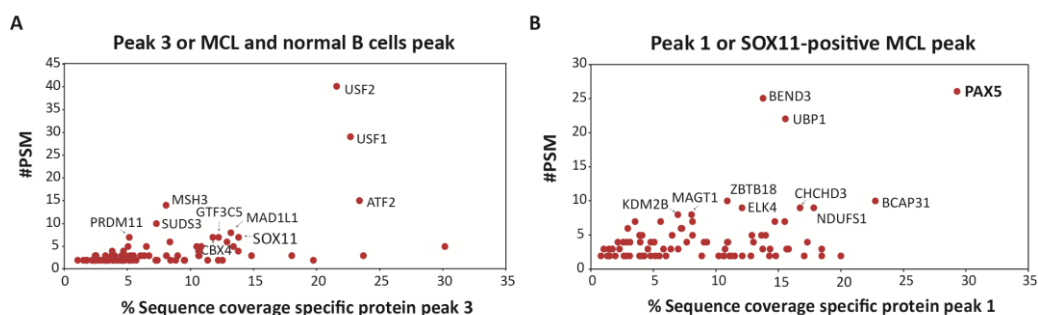 A
Peak 3 or MCL and normal B cells peak
#PSM
45
40
35
30
25
20
15
10
5
0
USF2
USF1
ATF2
MSH3
GTF3C5
MAD1L1
PRDM11
SUDS3
SOX11
CBX4
0 5 10 15 20 25 30 35
% Sequence coverage specific protein peak 3
B
Peak 1 or SOX11-positive MCL peak
#PSM
30
25
20
15
10
5
0
BEND3
PAX5
UBP1
ZBTB18
CHCHD3
MAGT1
KDM2B
ELK4
BCAP31
NDUFS1
0 5 10 15 20 25 30 35
% Sequence coverage specific protein peak 1